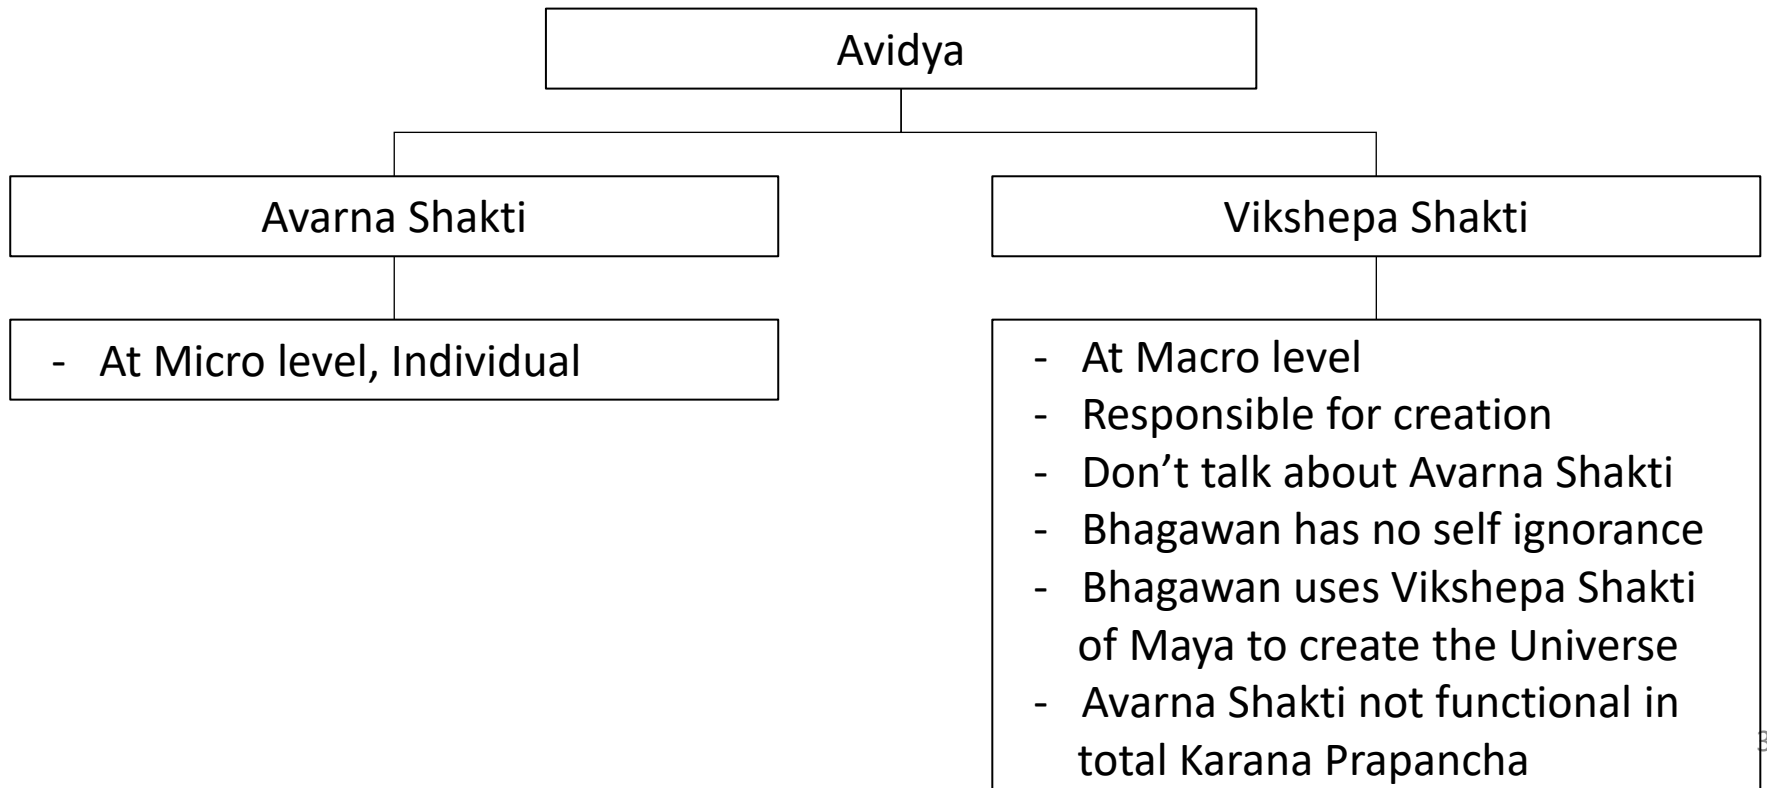 Avidya
Avarna Shakti
Vikshepa Shakti
- At Micro level, Individual
- At Macro level
- Responsible for creation
- Don’t talk about Avarna Shakti
- Bhagawan has no self ignorance
- Bhagawan uses Vikshepa Shakti
of Maya to create the Universe
- Avarna Shakti not functional in
total Karana Prapancha